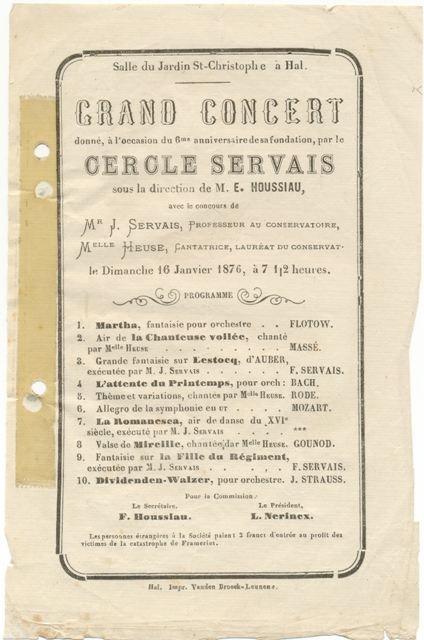 Salle du Jardin St-Christophe à Hal.
GRAND CONCERT
donné, à l'occasion du 6me anniversaire de sa fondation, par le
CERCLE SERVAIS
sous la direction de M. E. HOUSSIAU,
avec le concours de
MR J. SERVAIS, PROFESSEUR AU CONSERVATOIRE,
MELLE HEUSE, CANTATRICE, LAURÉAT DU CONSERVAT·
le Dimanche 16 Janvier 1876, à 7 1|2 heures.
PROGRAMME
1. Martha, fantaisie pour orchestre . . FLOTOW.
2. Air de la Chanteuse voilée, chanté
par Melle HEUSE . . . . . . . . MASSÉ.
3. Grande fantaisie sur Lestocq, d'AUBER,
exécutée par M. J. SERVAIS . . . . . . F. SERVAIS.
4 L'attente du Printemps, pour orch: BACH.
5. Thème et variations, chantés par Melle HEUSE. RODE.
6. Allegro de la symphonie en UT . . . . MOZART.
7. La Romanesca, air de danse du XVIe
siècle, exécuté par M. J. SERVAIS . . . . ***
8 Valse de Mireille, chantée dar Melle HEUSE. GOUNOD.
9. Fantaisie sur la Fille du Régiment,
exécutée par M. J. SERVAIS . . . . . F. SERVAIS.
10. Dividenden-Walzer, pour orchestre. J. STRAUSS.
Pour la Commission:
Le Secrétaire, Le Président,
F. Houssiau. L. Nerincx.
Les personnes étrangères à la Société paient 2 francs d'entrée au profit des
victimes de la catastrophe de Frameries.
Hal. Impr. Vanden Broeck-Leunens.